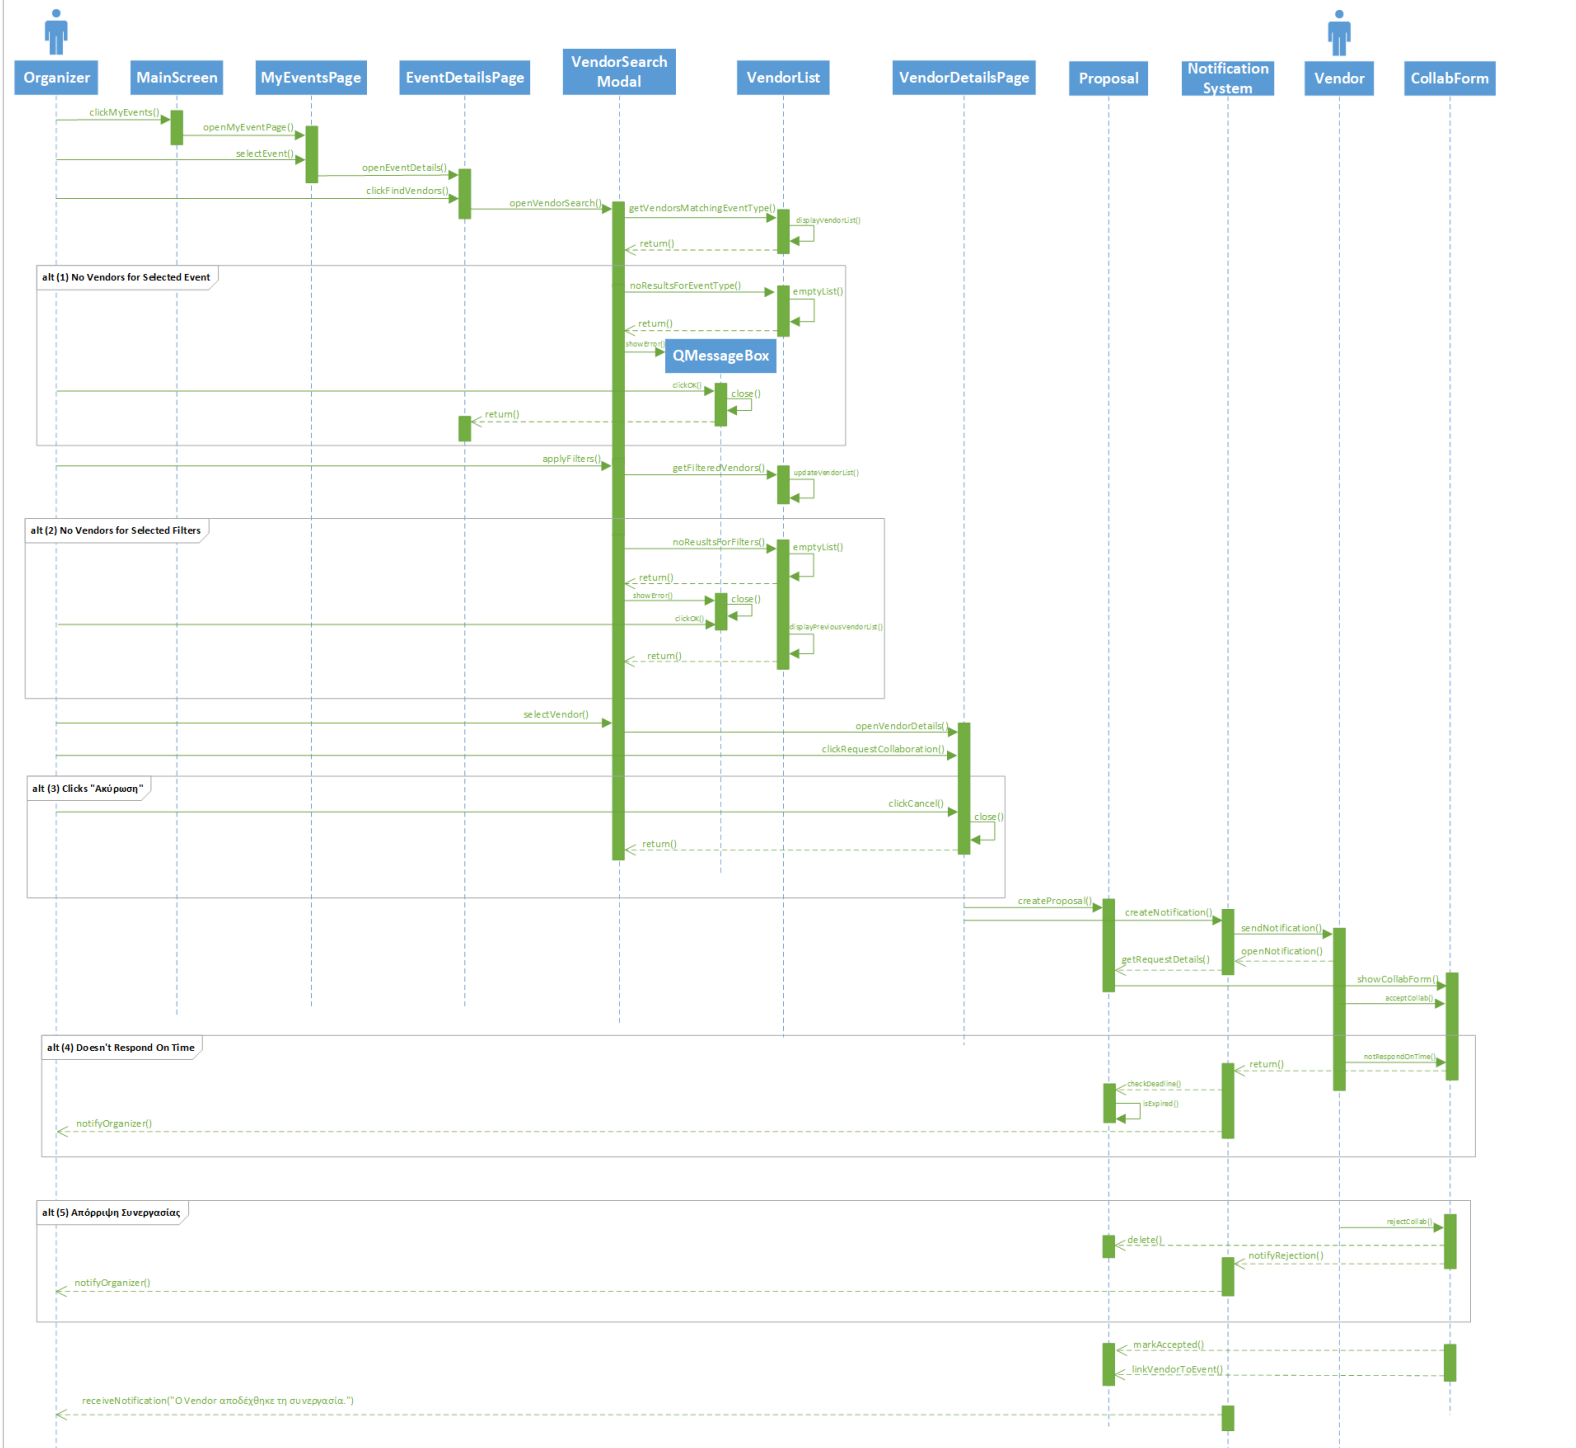 Organizer
MainScreen
MyEventsPage
EventDetailsPage
VendorSearch
Modal
VendorList
VendorDetailsPage
Proposal
Notification
System
Vendor
CollabForm
clickMyEvents()
openMyEventPage()
selectEvent()
openEventDetails()
clickFindVendors()
openVendorSearch()
getVendorsMatchingEventType()
displayVendorList()
return()
alt (1) No Vendors for Selected Event
noResultsForEventType()
emptyList()
return()
showError()
QMessageBox
clickOK()
close()
return()
applyFilters()
getFilteredVendors()
updateVendorList()
alt (2) No Vendors for Selected Filters
noReusltsForFilters()
emptyList()
return()
showError()
close()
clickOK()
displayPreviousVendorList()
return()
selectVendor()
openVendorDetails()
clickRequestCollaboration()
alt (3) Clicks "Ακύρωση"
clickCancel()
close()
return()
createProposal()
createNotification()
sendNotification()
openNotification()
getRequestDetails()
showCollabForm()
acceptCollab()
alt (4) Doesn't Respond On Time
notRespondOnTime()
return()
checkDeadline()
isExpired()
notifyOrganizer()
alt (5) Απόρριψη Συνεργασίας
rejectCollab()
delete()
notifyRejection()
notifyOrganizer()
markAccepted()
linkVendorToEvent()
receiveNotification("Ο Vendor αποδέχθηκε τη συνεργασία.")